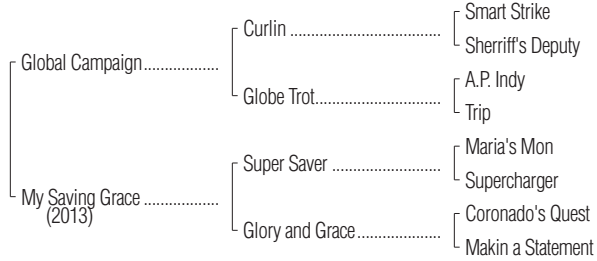 Smart Strike
Curlin ........................................
Sherriff's Deputy
Global Campaign....................
A.P. Indy
Globe Trot.................................
Trip
Maria's Mon
Super Saver .............................
Supercharger
My Saving Grace ....................
(2013)
Coronado's Quest
Glory and Grace......................
Makin a Statement